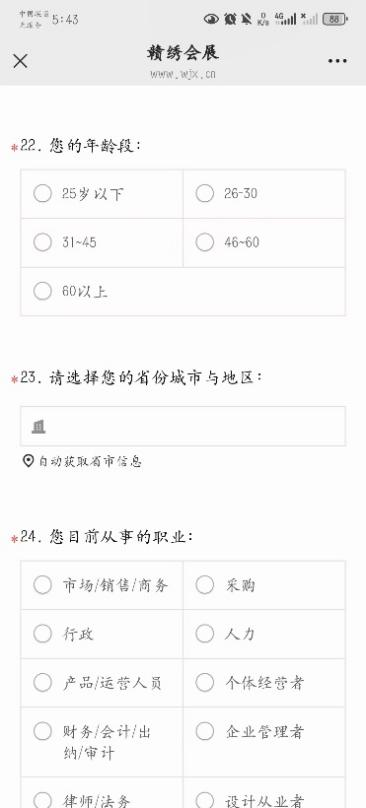 5:43
4G
88
赣绣会展
www.wjx.cn
*22. 您的年龄段：
25岁以下
26-30
31~45
46~60
60以上
*23. 请选择您的省份城市与地区：
自动获取省市信息
*24. 您目前从事的职业：
市场/销售/商务
采购
行政
人力
产品/运营人员
个体经营者
财务/会计/出
纳/审计
企业管理者
律师/法务
设计从业者